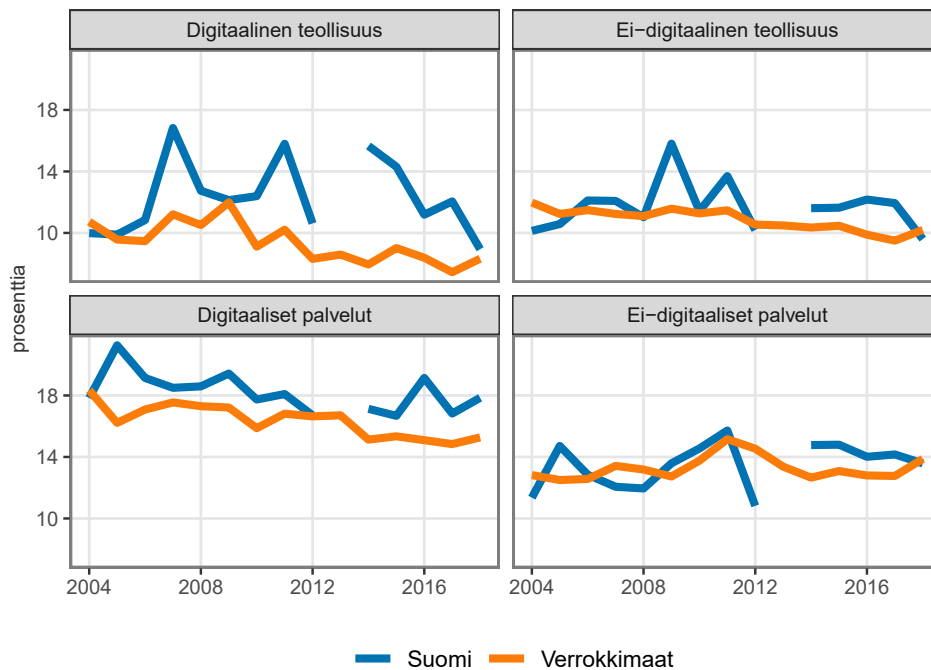 Digitaalinen teollisuus
Ei−digitaalinen teollisuus
18
14
10
prosenttia
Digitaaliset palvelut
Ei−digitaaliset palvelut
18
14
10
2004 2008 2012 2016 2004 2008 2012 2016
Suomi Verrokkimaat